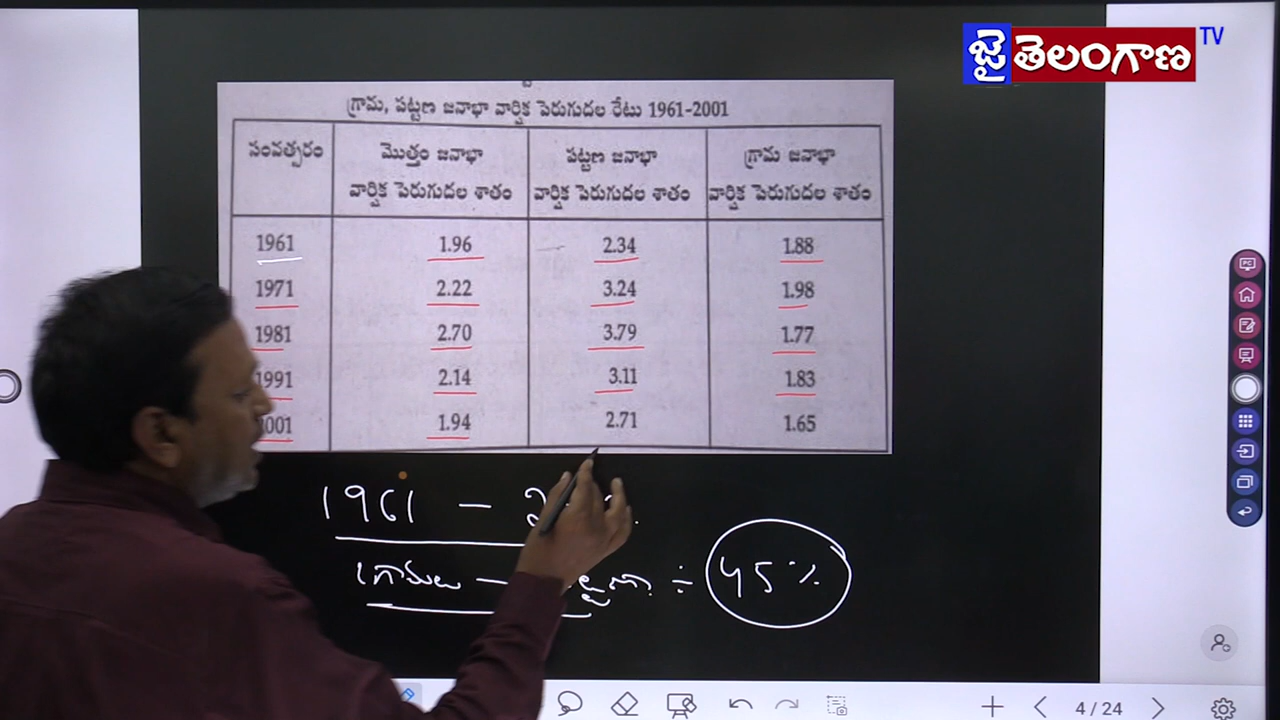 జై తెలంగాణ TV
గ్రామ, పట్టణ జనాభా వార్షిక పెరుగుదల రేటు 1961-2001
సంవత్సరం మొత్తం జనాభా వార్షిక పెరుగుదల శాతం పట్టణ జనాభా వార్షిక పెరుగుదల శాతం గ్రామ జనాభా వార్షిక పెరుగుదల శాతం
1961 1.96 2.34 1.88
1971 2.22 3.24 1.98
1981 2.70 3.79 1.77
1991 2.14 3.11 1.83
2001 1.94 2.71 1.65
1961 –
గ్రామలు – ÷ 45%
PC
4 / 24